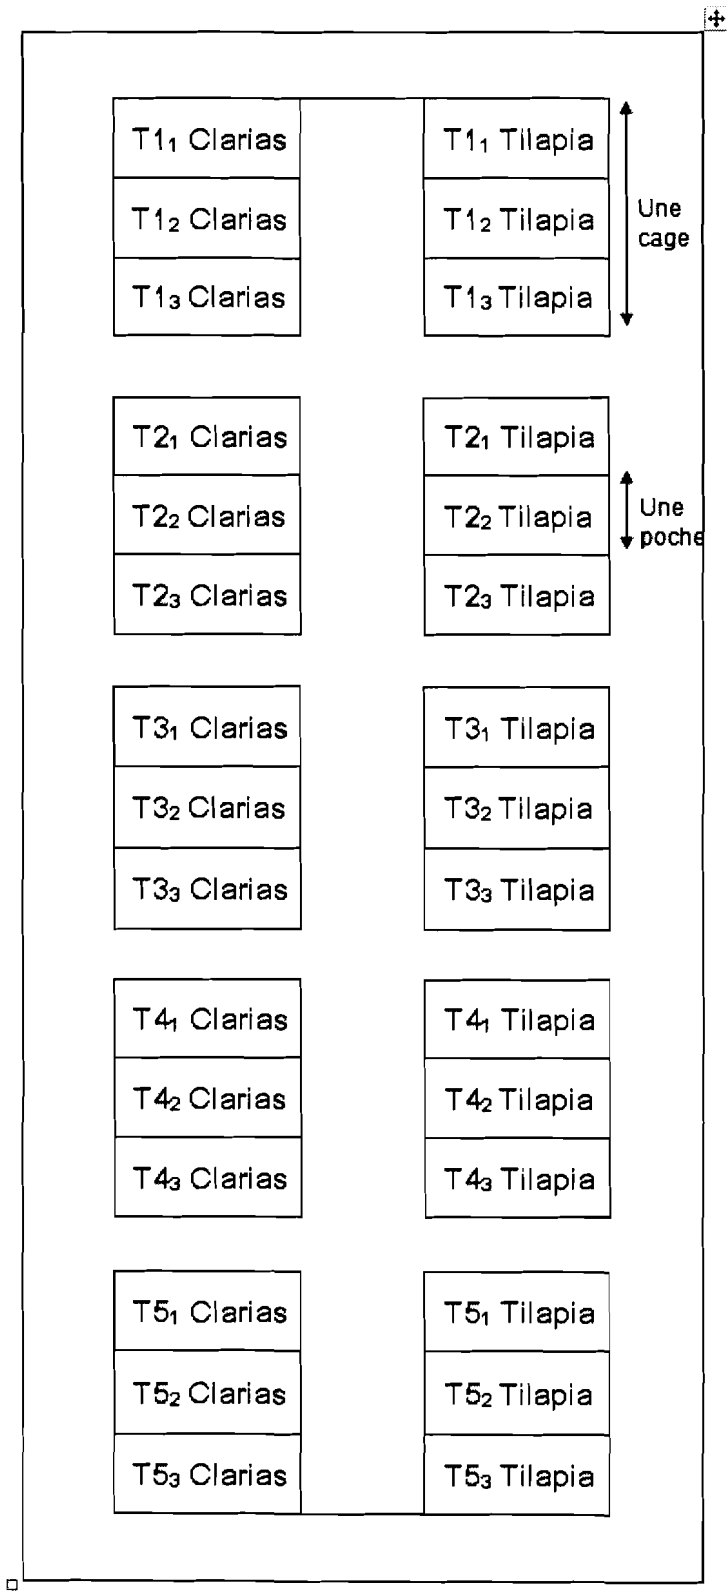 T1₁ Clarias
T1₂ Clarias
T1₃ Clarias
T1₁ Tilapia
T1₂ Tilapia
T1₃ Tilapia
Une
cage
T2₁ Clarias
T2₂ Clarias
T2₃ Clarias
T2₁ Tilapia
T2₂ Tilapia
T2₃ Tilapia
Une
poche
T3₁ Clarias
T3₂ Clarias
T3₃ Clarias
T3₁ Tilapia
T3₂ Tilapia
T3₃ Tilapia
T4₁ Clarias
T4₂ Clarias
T4₃ Clarias
T4₁ Tilapia
T4₂ Tilapia
T4₃ Tilapia
T5₁ Clarias
T5₂ Clarias
T5₃ Clarias
T5₁ Tilapia
T5₂ Tilapia
T5₃ Tilapia